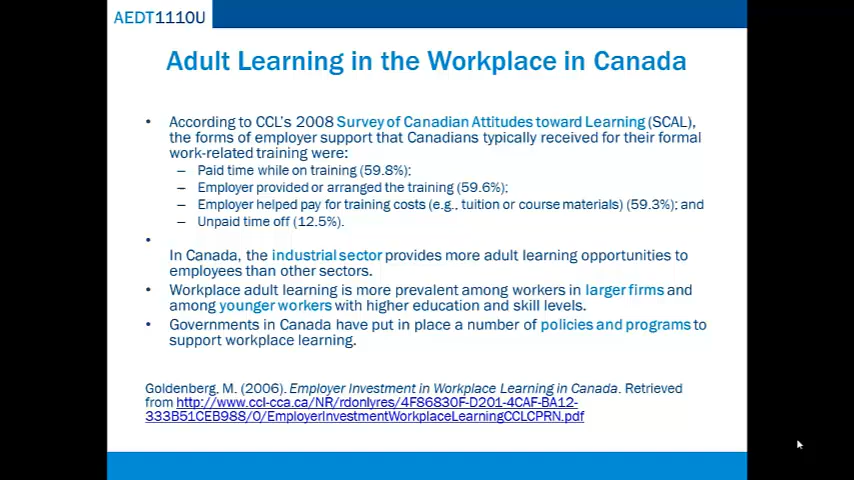 AEDT1110U
Adult Learning in the Workplace in Canada
• According to CCL's 2008 Survey of Canadian Attitudes toward Learning (SCAL),
the forms of employer support that Canadians typically received for their formal
work-related training were:
– Paid time while on training (59.8%);
– Employer provided or arranged the training (59.6%);
– Employer helped pay for training costs (e.g., tuition or course materials) (59.3%); and
– Unpaid time off (12.5%).
•
In Canada, the industrial sector provides more adult learning opportunities to
employees than other sectors.
• Workplace adult learning is more prevalent among workers in larger firms and
among younger workers with higher education and skill levels.
• Governments in Canada have put in place a number of policies and programs to
support workplace learning.
Goldenberg, M. (2006). Employer Investment in Workplace Learning in Canada. Retrieved
from http://www.ccl-cca.ca/NR/rdonlyres/4F86830F-D201-4CAF-BA12-
333B51CEB988/0/EmployerInvestmentWorkplaceLearningCCLCPRN.pdf